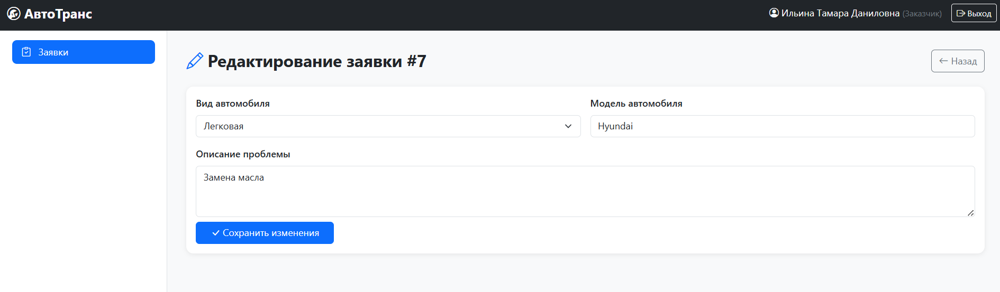 АвтоТранс
Ильина Тамара Даниловна (Заказчик)
Выход
Заявки
Редактирование заявки #7
Назад
Вид автомобиля
Модель автомобиля
Легковая
Hyundai
Описание проблемы
Замена масла
Сохранить изменения